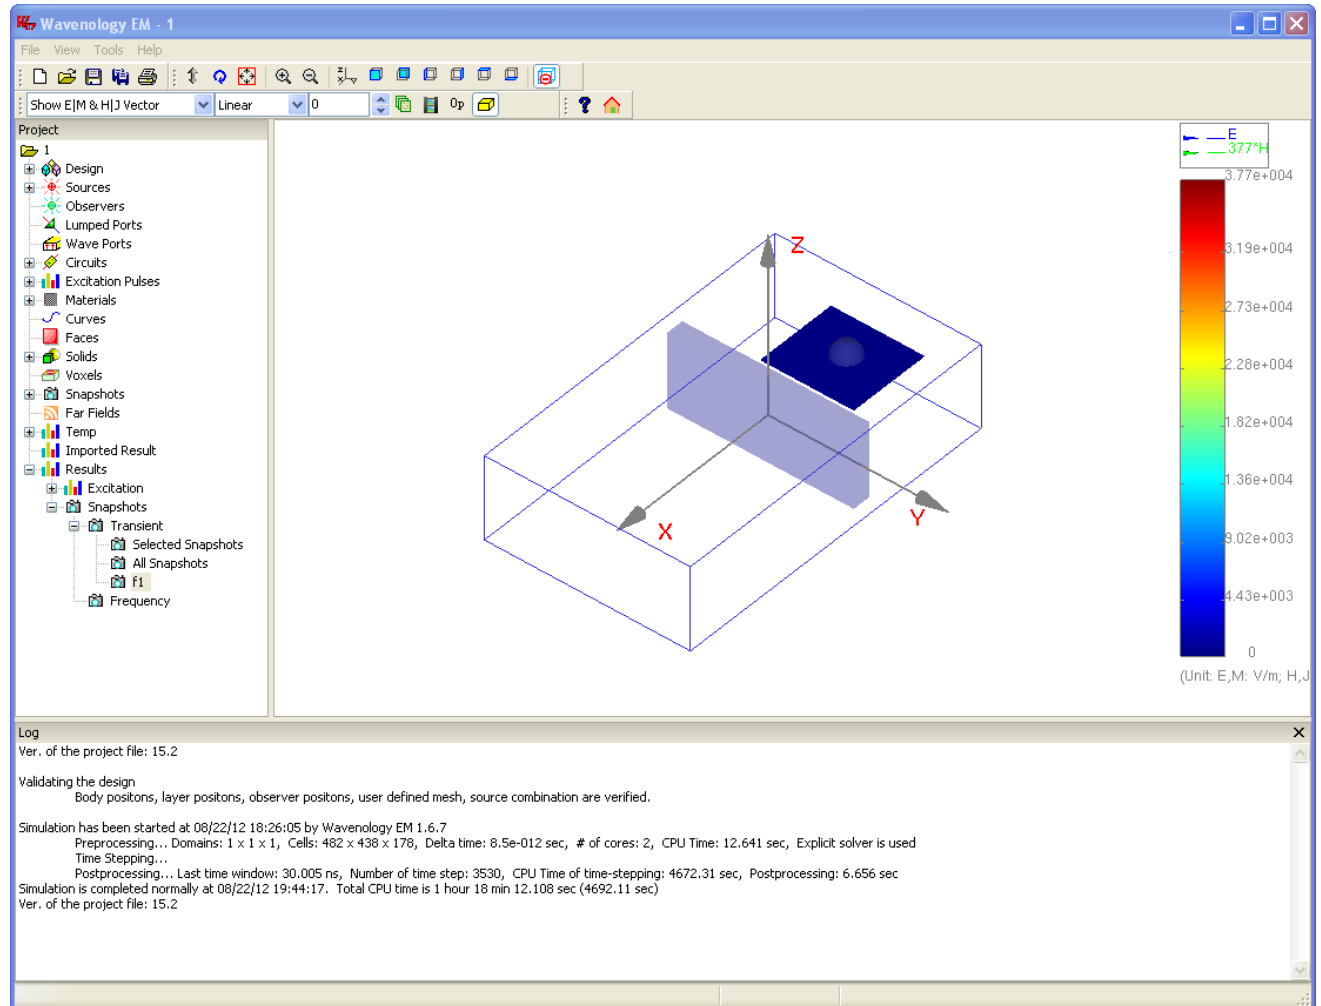 Wavenology EM - 1
File View Tools Help
Show E|M & H|J Vector Linear 0 Op ?
Project
1
Design
Sources
Observers
Lumped Ports
Wave Ports
Circuits
Excitation Pulses
Materials
Curves
Faces
Solids
Voxels
Snapshots
Far Fields
Temp
Imported Result
Results
Excitation
Snapshots
Transient
Selected Snapshots
All Snapshots
f1
Frequency
Z
X
Y
E
377*H
3.77e+004
3.19e+004
2.73e+004
2.28e+004
1.82e+004
1.36e+004
9.02e+003
4.43e+003
0
(Unit: E,M: V/m; H,J
Log
Ver. of the project file: 15.2
Validating the design
Body positons, layer positons, observer positons, user defined mesh, source combination are verified.
Simulation has been started at 08/22/12 18:26:05 by Wavenology EM 1.6.7
Preprocessing... Domains: 1 x 1 x 1, Cells: 482 x 438 x 178, Delta time: 8.5e-012 sec, # of cores: 2, CPU Time: 12.641 sec, Explicit solver is used
Time Stepping...
Postprocessing... Last time window: 30.005 ns, Number of time step: 3530, CPU Time of time-stepping: 4672.31 sec, Postprocessing: 6.656 sec
Simulation is completed normally at 08/22/12 19:44:17. Total CPU time is 1 hour 18 min 12.108 sec (4692.11 sec)
Ver. of the project file: 15.2